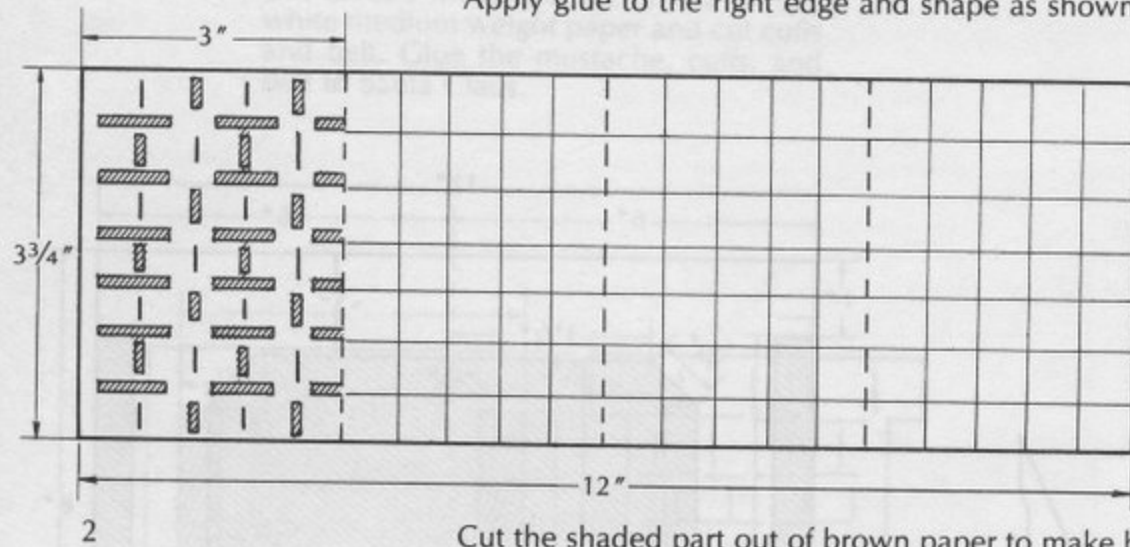 Apply glue to the right edge and shape as shown
3"
3¾"
12"
2
Cut the shaded part out of brown paper to make